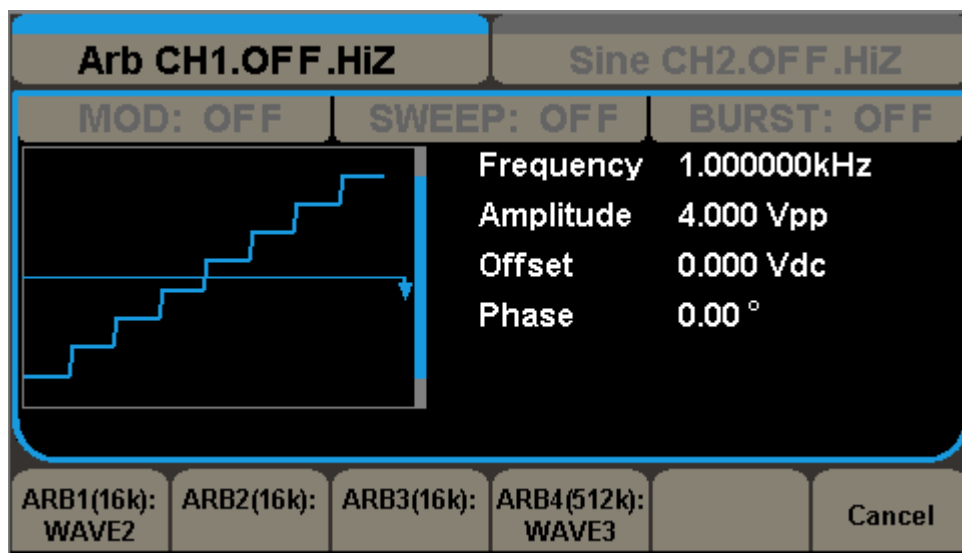 Arb CH1.OFF.HiZ
Sine CH2.OFF.HiZ
MOD: OFF
SWEEP: OFF
BURST: OFF
Frequency 1.000000kHz
Amplitude 4.000 Vpp
Offset 0.000 Vdc
Phase 0.00 °
ARB1(16k):
WAVE2
ARB2(16k):
ARB3(16k):
ARB4(512k):
WAVE3
Cancel